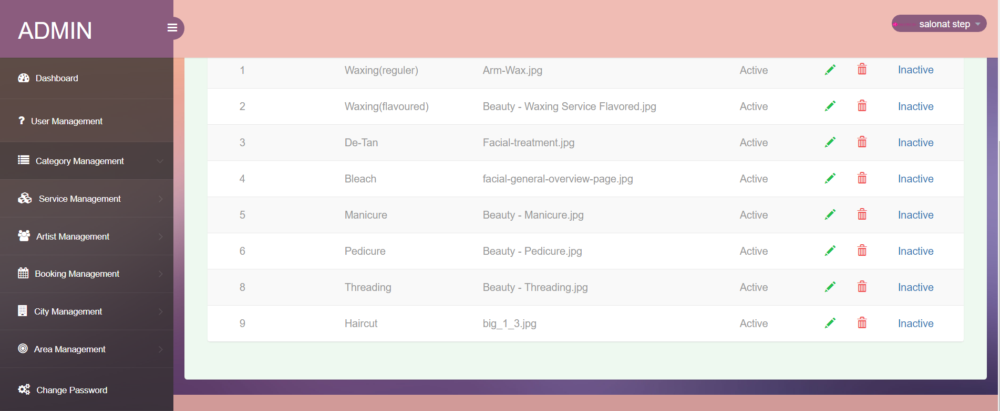 ADMIN
salonat step
Dashboard
User Management
Category Management
Service Management
Artist Management
Booking Management
City Management
Area Management
Change Password
1 Waxing(reguler) Arm-Wax.jpg Active Inactive
2 Waxing(flavoured) Beauty - Waxing Service Flavored.jpg Active Inactive
3 De-Tan Facial-treatment.jpg Active Inactive
4 Bleach facial-general-overview-page.jpg Active Inactive
5 Manicure Beauty - Manicure.jpg Active Inactive
6 Pedicure Beauty - Pedicure.jpg Active Inactive
8 Threading Beauty - Threading.jpg Active Inactive
9 Haircut big_1_3.jpg Active Inactive